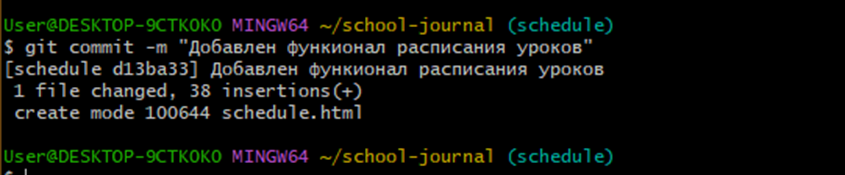 User@DESKTOP-9CTKOKO MINGW64 ~/school-journal (schedule)
$ git commit -m "Добавлен функионал расписания уроков"
[schedule d13ba33] Добавлен функионал расписания уроков
 1 file changed, 38 insertions(+)
 create mode 100644 schedule.html

User@DESKTOP-9CTKOKO MINGW64 ~/school-journal (schedule)